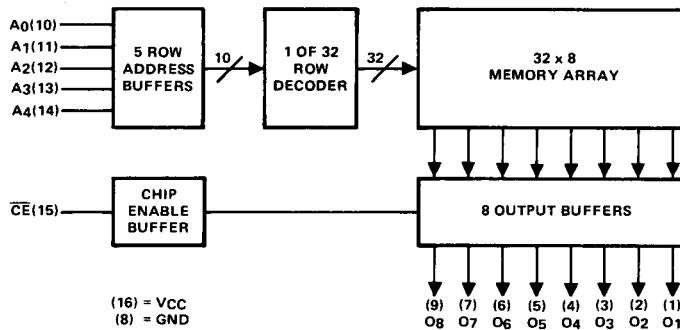 A0(10)
A1(11)
A2(12)
A3(13)
A4(14)
5 ROW
ADDRESS
BUFFERS
10
1 OF 32
ROW
DECODER
32
32 x 8
MEMORY ARRAY
CE(15)
CHIP
ENABLE
BUFFER
8 OUTPUT BUFFERS
(16) = VCC
(8) = GND
(9) (7) (6) (5) (4) (3) (2) (1)
O8 O7 O6 O5 O4 O3 O2 O1